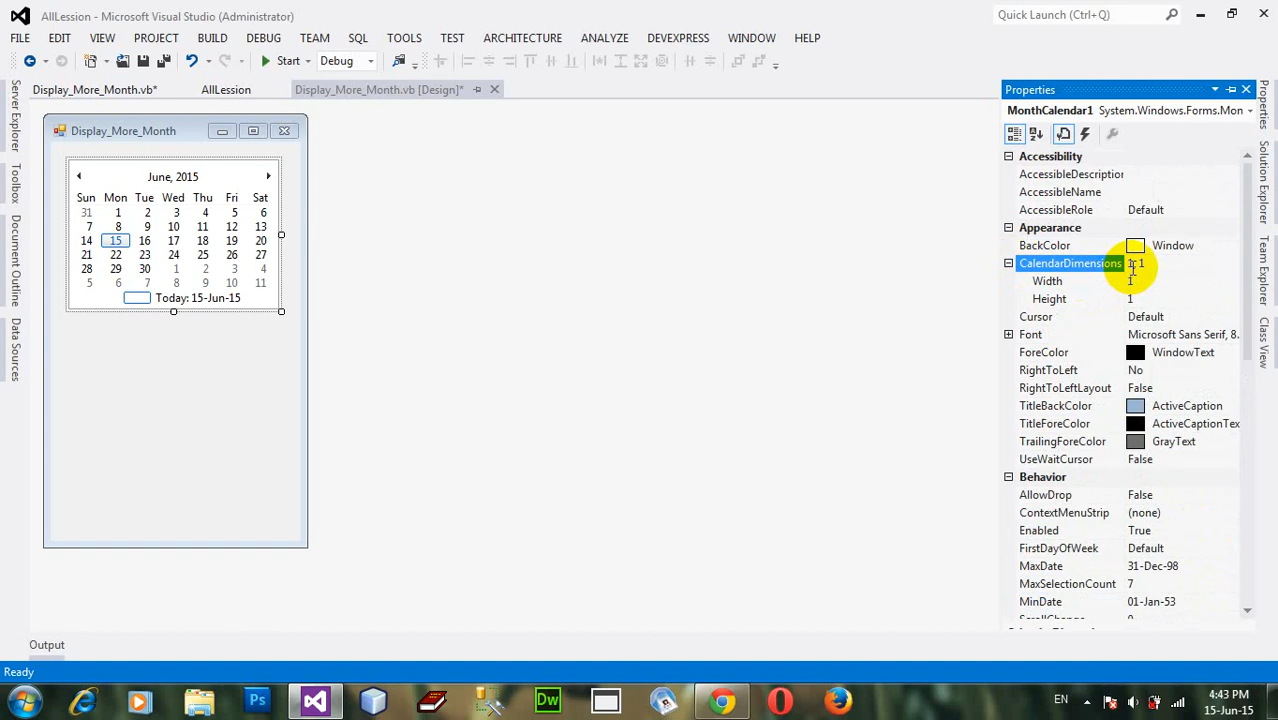 AllLession - Microsoft Visual Studio (Administrator)
Quick Launch (Ctrl+Q)
FILE EDIT VIEW PROJECT BUILD DEBUG TEAM SQL TOOLS TEST ARCHITECTURE ANALYZE DEVEXPRESS WINDOW HELP
Start Debug
Display_More_Month.vb* AllLession Display_More_Month.vb [Design]*
Server Explorer
Toolbox
Document Outline
Data Sources
Display_More_Month
June, 2015
Sun Mon Tue Wed Thu Fri Sat
31 1 2 3 4 5 6
7 8 9 10 11 12 13
14 15 16 17 18 19 20
21 22 23 24 25 26 27
28 29 30 1 2 3 4
5 6 7 8 9 10 11
Today: 15-Jun-15
Properties
MonthCalendar1 System.Windows.Forms.Mon
Accessibility
AccessibleDescription
AccessibleName
AccessibleRole Default
Appearance
BackColor Window
CalendarDimensions 1; 1
Width 1
Height 1
Cursor Default
Font Microsoft Sans Serif, 8.
ForeColor WindowText
RightToLeft No
RightToLeftLayout False
TitleBackColor ActiveCaption
TitleForeColor ActiveCaptionTex
TrailingForeColor GrayText
UseWaitCursor False
Behavior
AllowDrop False
ContextMenuStrip (none)
Enabled True
FirstDayOfWeek Default
MaxDate 31-Dec-98
MaxSelectionCount 7
MinDate 01-Jan-53
Properties
Solution Explorer
Team Explorer
Class View
Output
Ready
Ps
Dw
EN
4:43 PM
15-Jun-15